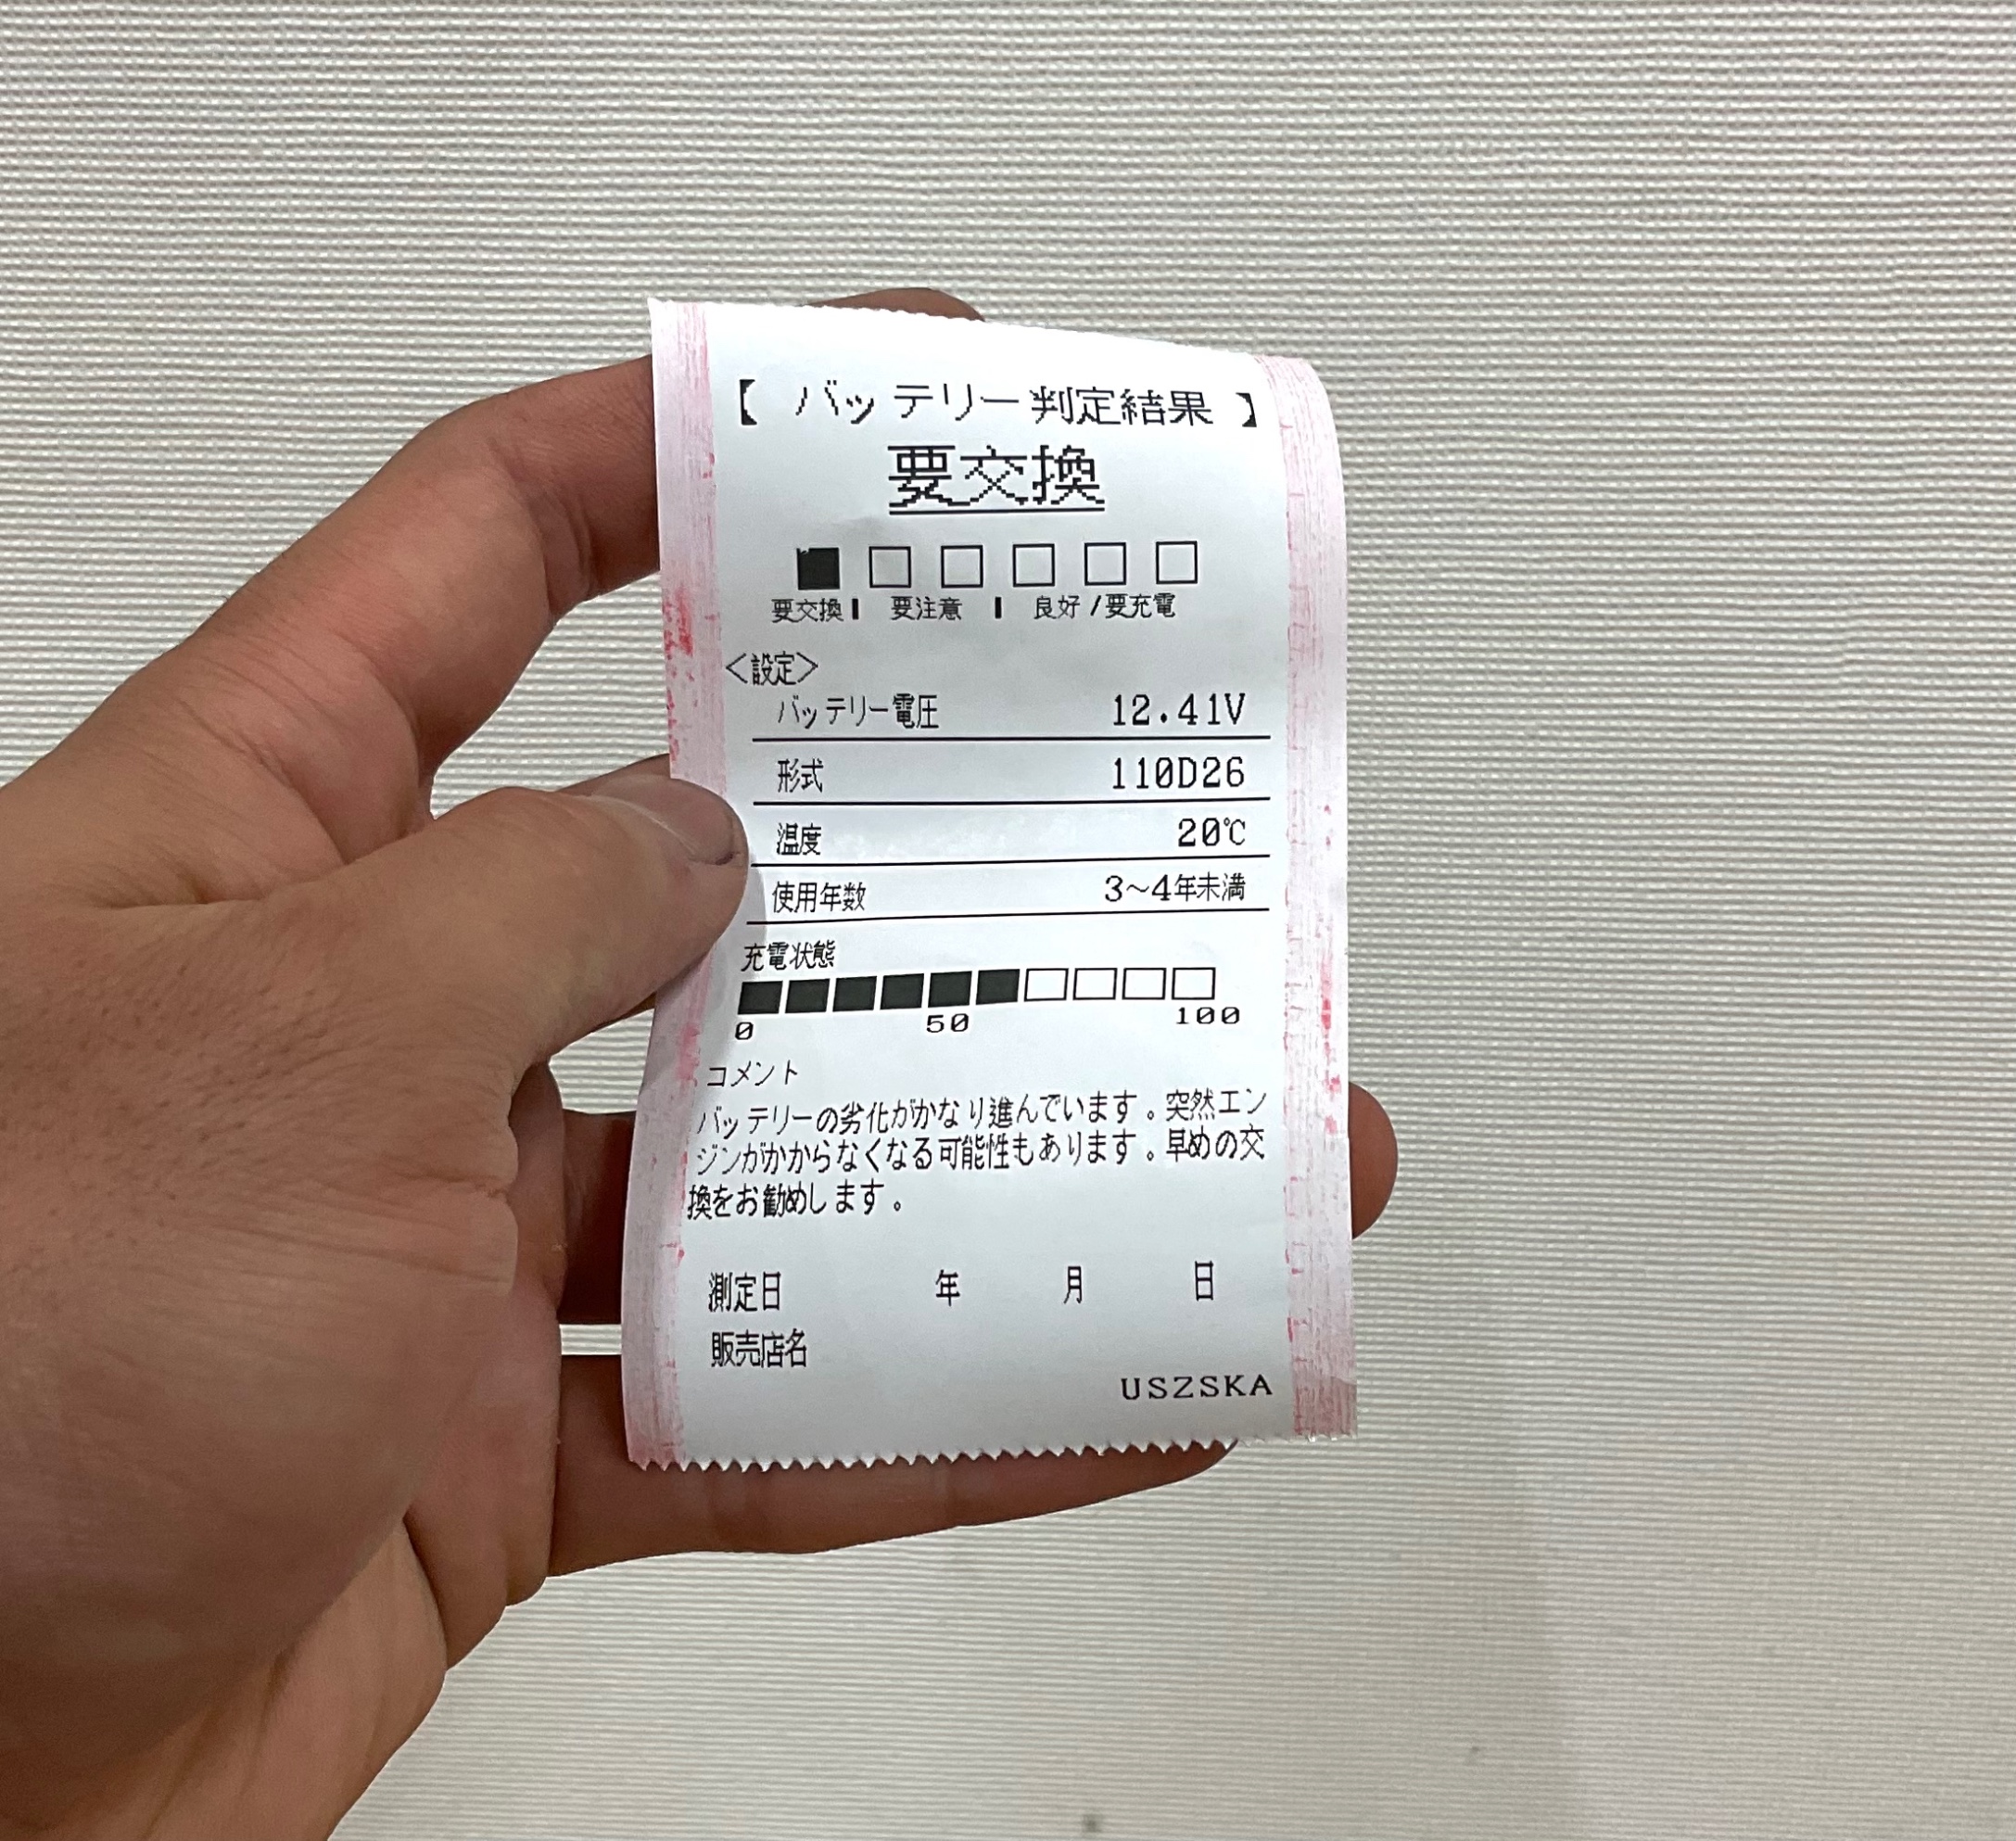 【 バッテリー判定結果 】
要交換
要交換 | 要注意 | 良好/要充電
<設定>
バッテリー電圧 12.41V
形式 110D26
温度 20℃
使用年数 3～4年未満
充電状態
0 50 100
コメント
バッテリーの劣化がかなり進んでいます。突然エン
ジンがかからなくなる可能性もあります。早めの交
換をお勧めします。
測定日 年 月 日
販売店名
USZSKA